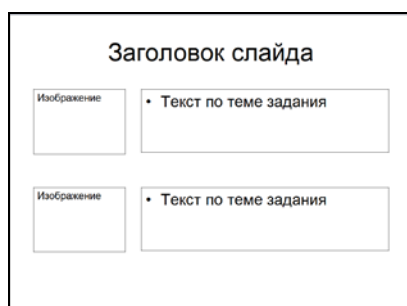 Заголовок слайда
Изображение
• Текст по теме задания
Изображение
• Текст по теме задания